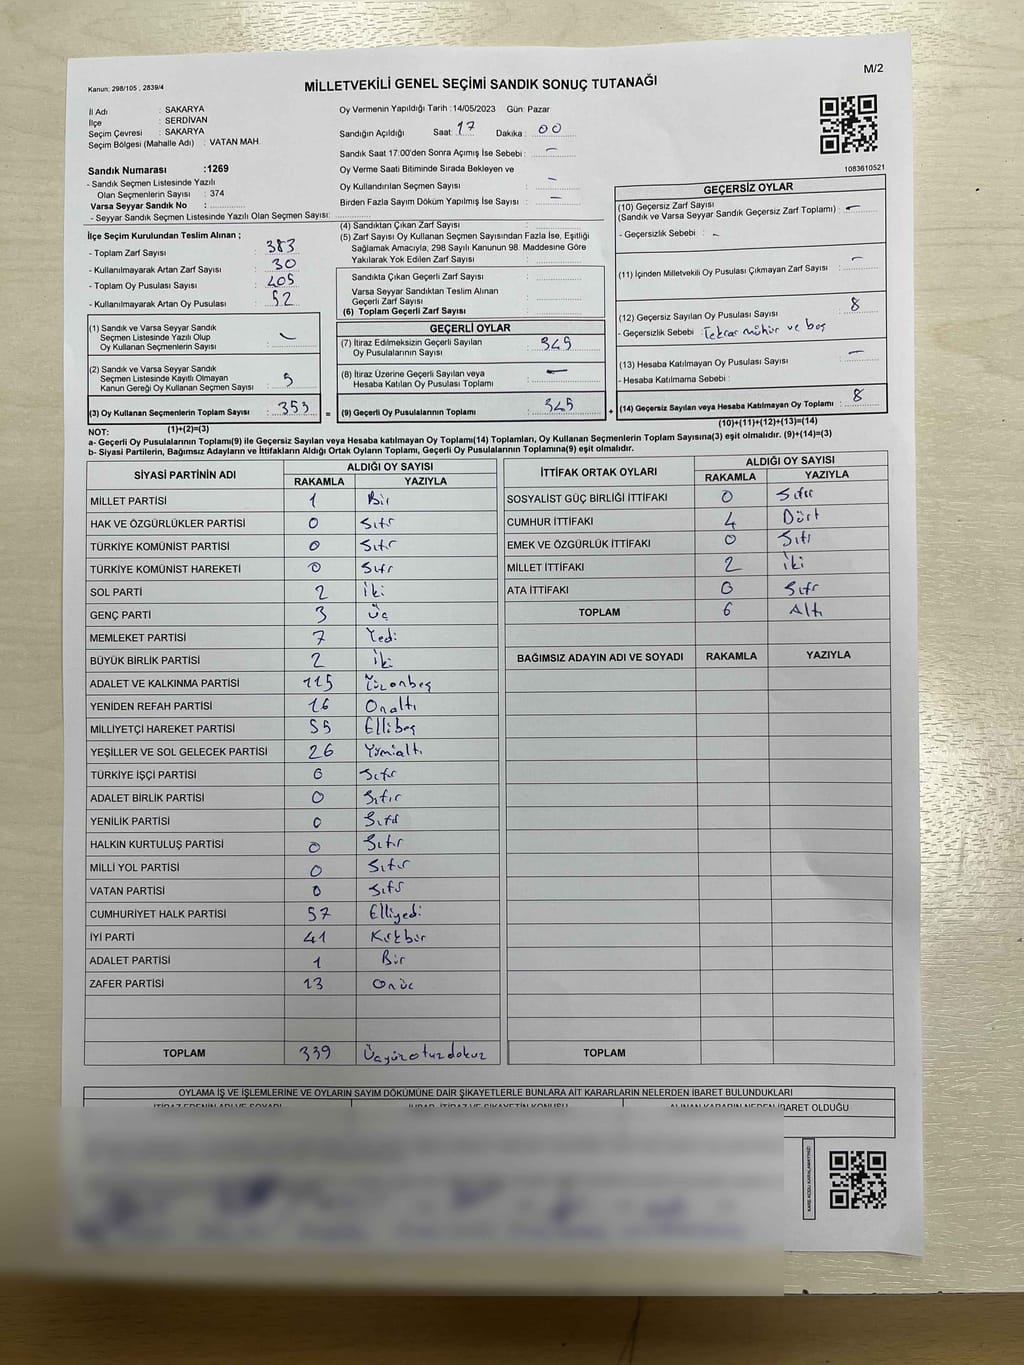 M/2
Kanun; 298/105 , 2839/4
MİLLETVEKİLİ GENEL SEÇİMİ SANDIK SONUÇ TUTANAĞI
İl Adı : SAKARYA
İlçe : SERDİVAN
Seçim Çevresi : SAKARYA
Seçim Bölgesi (Mahalle Adı) : VATAN MAH.
Sandık Numarası :1269
- Sandık Seçmen Listesinde Yazılı
Olan Seçmenlerin Sayısı : 374
Varsa Seyyar Sandık No :
- Seyyar Sandık Seçmen Listesinde Yazılı Olan Seçmen Sayısı:
Oy Vermenin Yapıldığı Tarih : 14/05/2023 Gün: Pazar
Sandığın Açıldığı Saat : 17 Dakika : 00
Sandık Saat 17:00'den Sonra Açımış İse Sebebi : -
Oy Verme Saati Bitiminde Sırada Bekleyen ve
Oy Kullandırılan Seçmen Sayısı : -
Birden Fazla Sayım Döküm Yapılmış İse Sayısı : -
1083610521
İlçe Seçim Kurulundan Teslim Alınan ;
- Toplam Zarf Sayısı : 383
- Kullanılmayarak Artan Zarf Sayısı : 30
- Toplam Oy Pusulası Sayısı : 405
- Kullanılmayarak Artan Oy Pusulası : 52
(1) Sandık ve Varsa Seyyar Sandık
Seçmen Listesinde Yazılı Olup
Oy Kullanan Seçmenlerin Sayısı :
(2) Sandık ve Varsa Seyyar Sandık
Seçmen Listesinde Kayıtlı Olmayan
Kanun Gereği Oy Kullanan Seçmen Sayısı : 5
(3) Oy Kullanan Seçmenlerin Toplam Sayısı : 353 =
(1)+(2)=(3)
(4) Sandıktan Çıkan Zarf Sayısı :
(5) Zarf Sayısı Oy Kullanan Seçmen Sayısından Fazla İse, Eşitliği
Sağlamak Amacıyla, 298 Sayılı Kanunun 98. Maddesine Göre
Yakılarak Yok Edilen Zarf Sayısı :
Sandıkta Çıkan Geçerli Zarf Sayısı :
Varsa Seyyar Sandıktan Teslim Alınan
Geçerli Zarf Sayısı :
(6) Toplam Geçerli Zarf Sayısı :
GEÇERLİ OYLAR
(7) İtiraz Edilmeksizin Geçerli Sayılan
Oy Pusulasının Sayısı : 345
(8) İtiraz Üzerine Geçerli Sayılan veya
Hesaba Katılan Oy Pusulası Toplamı : -
(9) Geçerli Oy Pusulalarının Toplamı : 345 +
GEÇERSİZ OYLAR
(10) Geçersiz Zarf Sayısı
(Sandık ve Varsa Seyyar Sandık Geçersiz Zarf Toplamı) : -
- Geçersizlik Sebebi : -
(11) İçinden Milletvekili Oy Pusulası Çıkmayan Zarf Sayısı : -
(12) Geçersiz Sayılan Oy Pusulası Sayısı : 8
- Geçersizlik Sebebi : Tekrar mühür ve boş
(13) Hesaba Katılmayan Oy Pusulası Sayısı : -
- Hesaba Katılmama Sebebi :
(14) Geçersiz Sayılan veya Hesaba Katılmayan Oy Toplamı : 8
(10)+(11)+(12)+(13)=(14)
NOT:
a- Geçerli Oy Pusulalarının Toplamı(9) ile Geçersiz Sayılan veya Hesaba katılmayan Oy Toplamı(14) Toplamları, Oy Kullanan Seçmenlerin Toplam Sayısına(3) eşit olmalıdır. (9)+(14)=(3)
b- Siyasi Partilerin, Bağımsız Adayların ve İttifakların Aldığı Oyların Toplamı, Geçerli Oy Pusulalarının Toplamına(9) eşit olmalıdır.
SİYASİ PARTİNİN ADI ALDIĞI OY SAYISI
RAKAMLA YAZIYLA
MİLLET PARTİSİ 1 Bir
HAK VE ÖZGÜRLÜKLER PARTİSİ 0 Sıfır
TÜRKİYE KOMÜNİST PARTİSİ 0 Sıfır
TÜRKİYE KOMÜNİST HAREKETİ 0 Sıfır
SOL PARTİ 2 İki
GENÇ PARTİ 3 Üç
MEMLEKET PARTİSİ 7 Yedi
BÜYÜK BİRLİK PARTİSİ 2 İki
ADALET VE KALKINMA PARTİSİ 115 Yüzonbeş
YENİDEN REFAH PARTİSİ 16 Onaltı
MİLLİYETÇİ HAREKET PARTİSİ 55 Ellibeş
YEŞİLLER VE SOL GELECEK PARTİSİ 26 Yirmialtı
TÜRKİYE İŞÇİ PARTİSİ 0 Sıfır
ADALET BİRLİK PARTİSİ 0 Sıfır
YENİLİK PARTİSİ 0 Sıfır
HALKIN KURTULUŞ PARTİSİ 0 Sıfır
MİLLİ YOL PARTİSİ 0 Sıfır
VATAN PARTİSİ 0 Sıfır
CUMHURİYET HALK PARTİSİ 57 Elliyedi
İYİ PARTİ 41 Kırkbir
ADALET PARTİSİ 1 Bir
ZAFER PARTİSİ 13 Onüç
TOPLAM 339 Üçyüzotuzdokuz
İTTİFAK ORTAK OYLARI ALDIĞI OY SAYISI
RAKAMLA YAZIYLA
SOSYALİST GÜÇ BİRLİĞİ İTTİFAKI 0 Sıfır
CUMHUR İTTİFAKI 4 Dört
EMEK VE ÖZGÜRLÜK İTTİFAKI 0 Sıfır
MİLLET İTTİFAKI 2 İki
ATA İTTİFAKI 0 Sıfır
TOPLAM 6 Altı
BAĞIMSIZ ADAYIN ADI VE SOYADI RAKAMLA YAZIYLA
TOPLAM
OYLAMA İŞ VE İŞLEMLERİNE VE OYLARIN SAYIM DÖKÜMÜNE DAİR ŞİKAYETLERLE BUNLARA AİT KARARLARIN NELERDEN İBARET BULUNDUKLARI
İTİRAZ EDENİN ADI VE SOYADI İHBAR, İTİRAZ VE ŞİKAYETİN KONUSU ALINAN KARARIN NEDEN İBARET OLDUĞU
KARE KODU KARALAMAYINIZ!